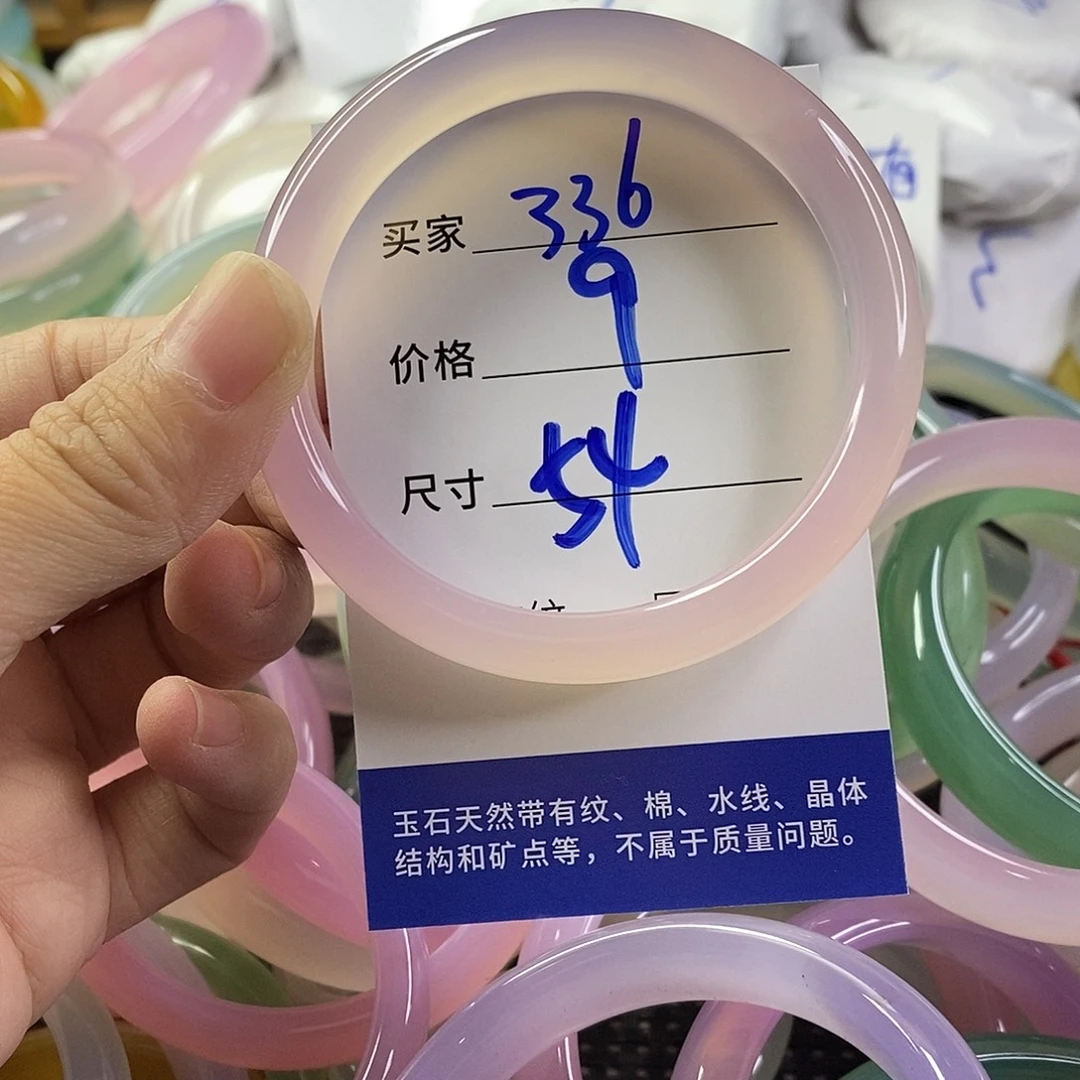 买家 336
价格 9
尺寸 54
玉石天然带有纹、棉、水线、晶体
结构和矿点等，不属于质量问题。